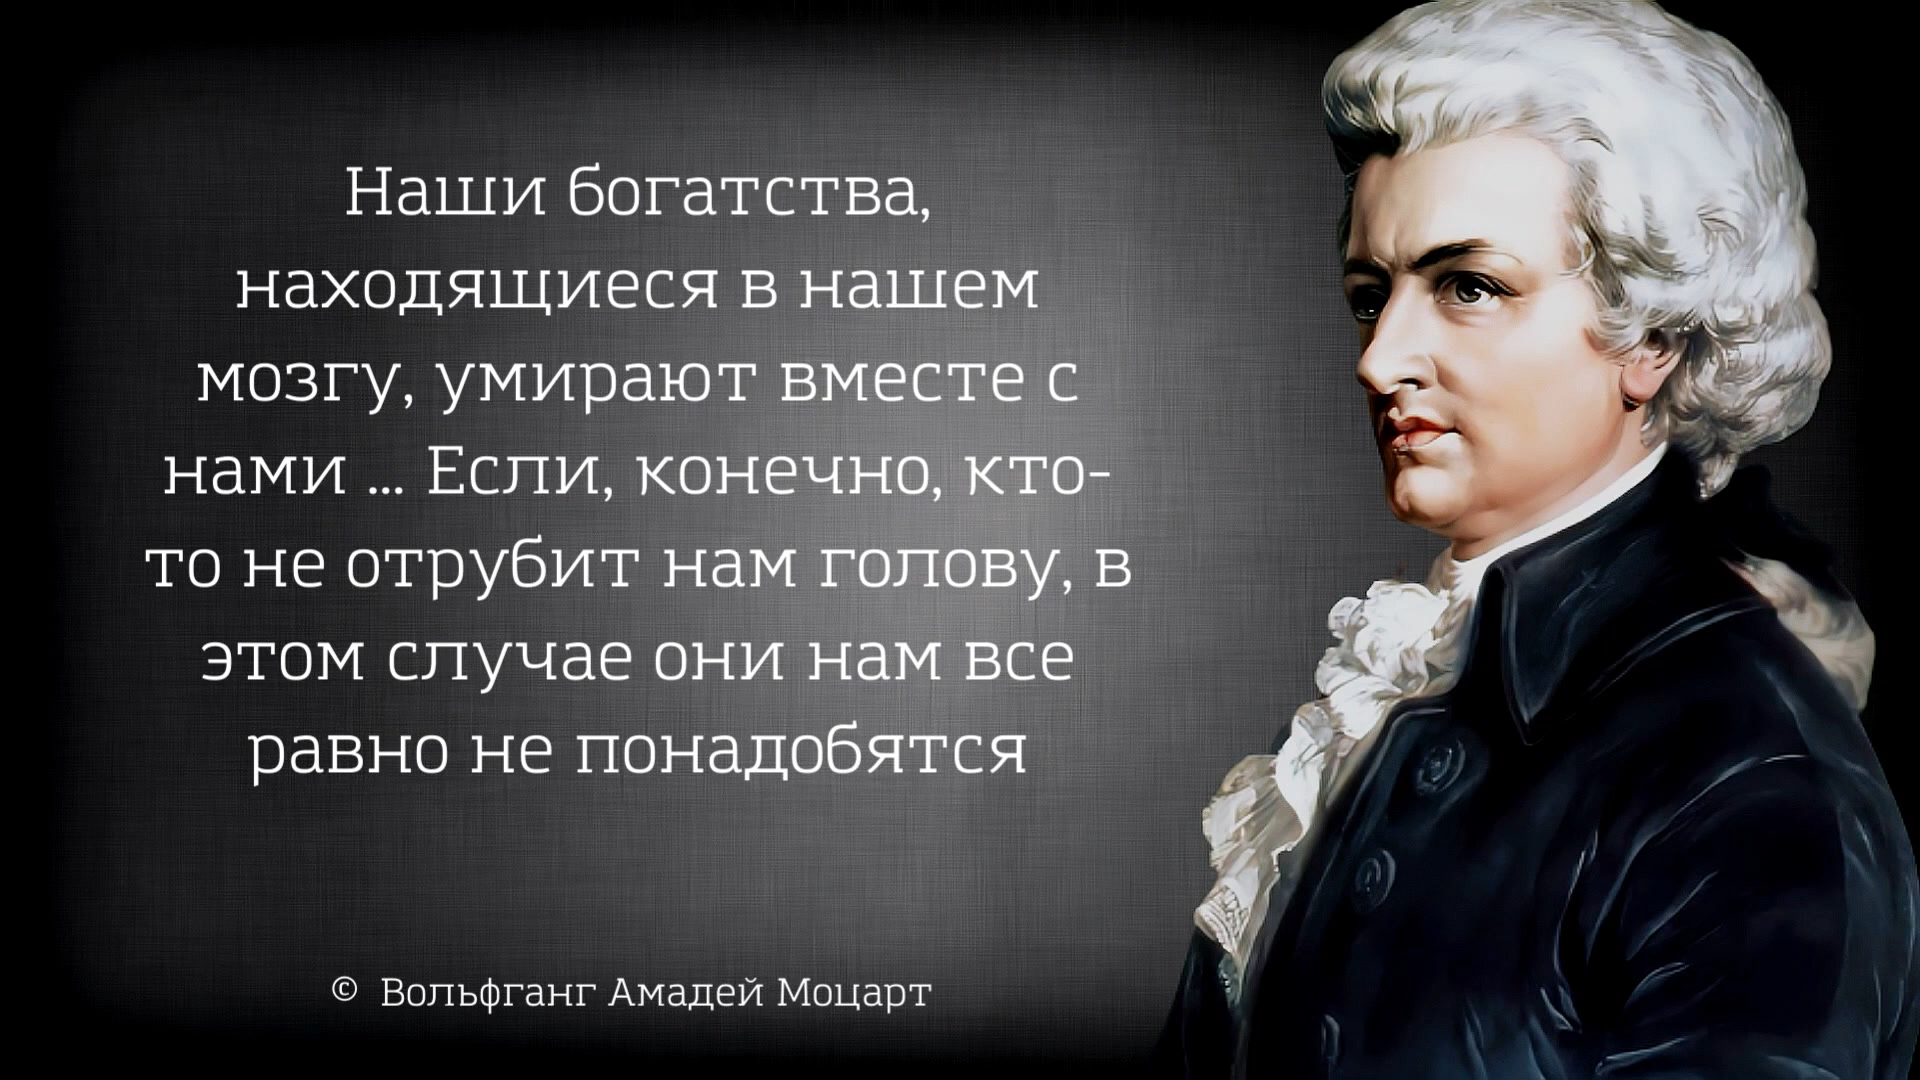 Наши богатства,
находящиеся в нашем
мозгу, умирают вместе с
нами ... Если, конечно, кто-
то не отрубит нам голову, в
этом случае они нам все
равно не понадобятся
© Вольфганг Амадей Моцарт